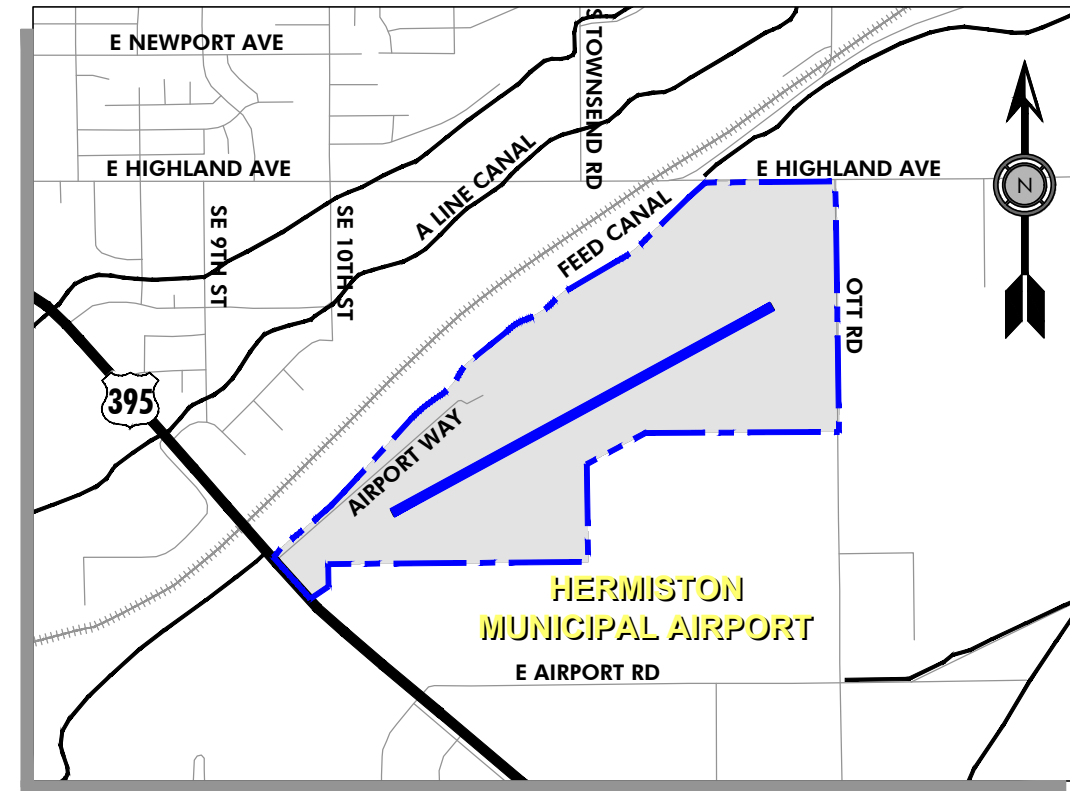 E NEWPORT AVE
S TOWNSEND RD
E HIGHLAND AVE
E HIGHLAND AVE
A LINE CANAL
N
SE 9TH ST
SE 10TH ST
FEED CANAL
OTT RD
395
AIRPORT WAY
HERMISTON
MUNICIPAL AIRPORT
E AIRPORT RD